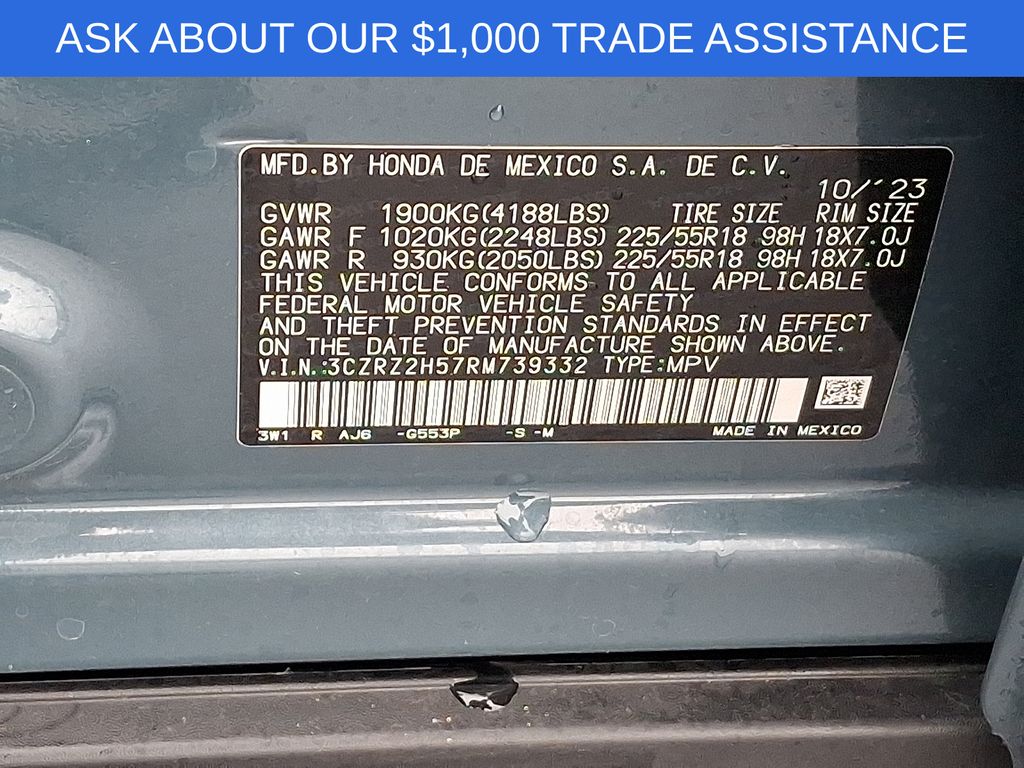 ASK ABOUT OUR $1,000 TRADE ASSISTANCE
MFD.BY HONDA DE MEXICO S.A. DE C.V.
10/´23
GVWR 1900KG(4188LBS) TIRE SIZE RIM SIZE
GAWR F 1020KG(2248LBS) 225/55R18 98H 18X7.0J
GAWR R 930KG(2050LBS) 225/55R18 98H 18X7.0J
THIS VEHICLE CONFORMS TO ALL APPLICABLE
FEDERAL MOTOR VEHICLE SAFETY
AND THEFT PREVENTION STANDARDS IN EFFECT
ON THE DATE OF MANUFACTURE SHOWN ABOVE.
V.I.N.:3CZRZ2H57RM739332 TYPE:MPV
3W1 R AJ6 -G553P -S -M MADE IN MEXICO